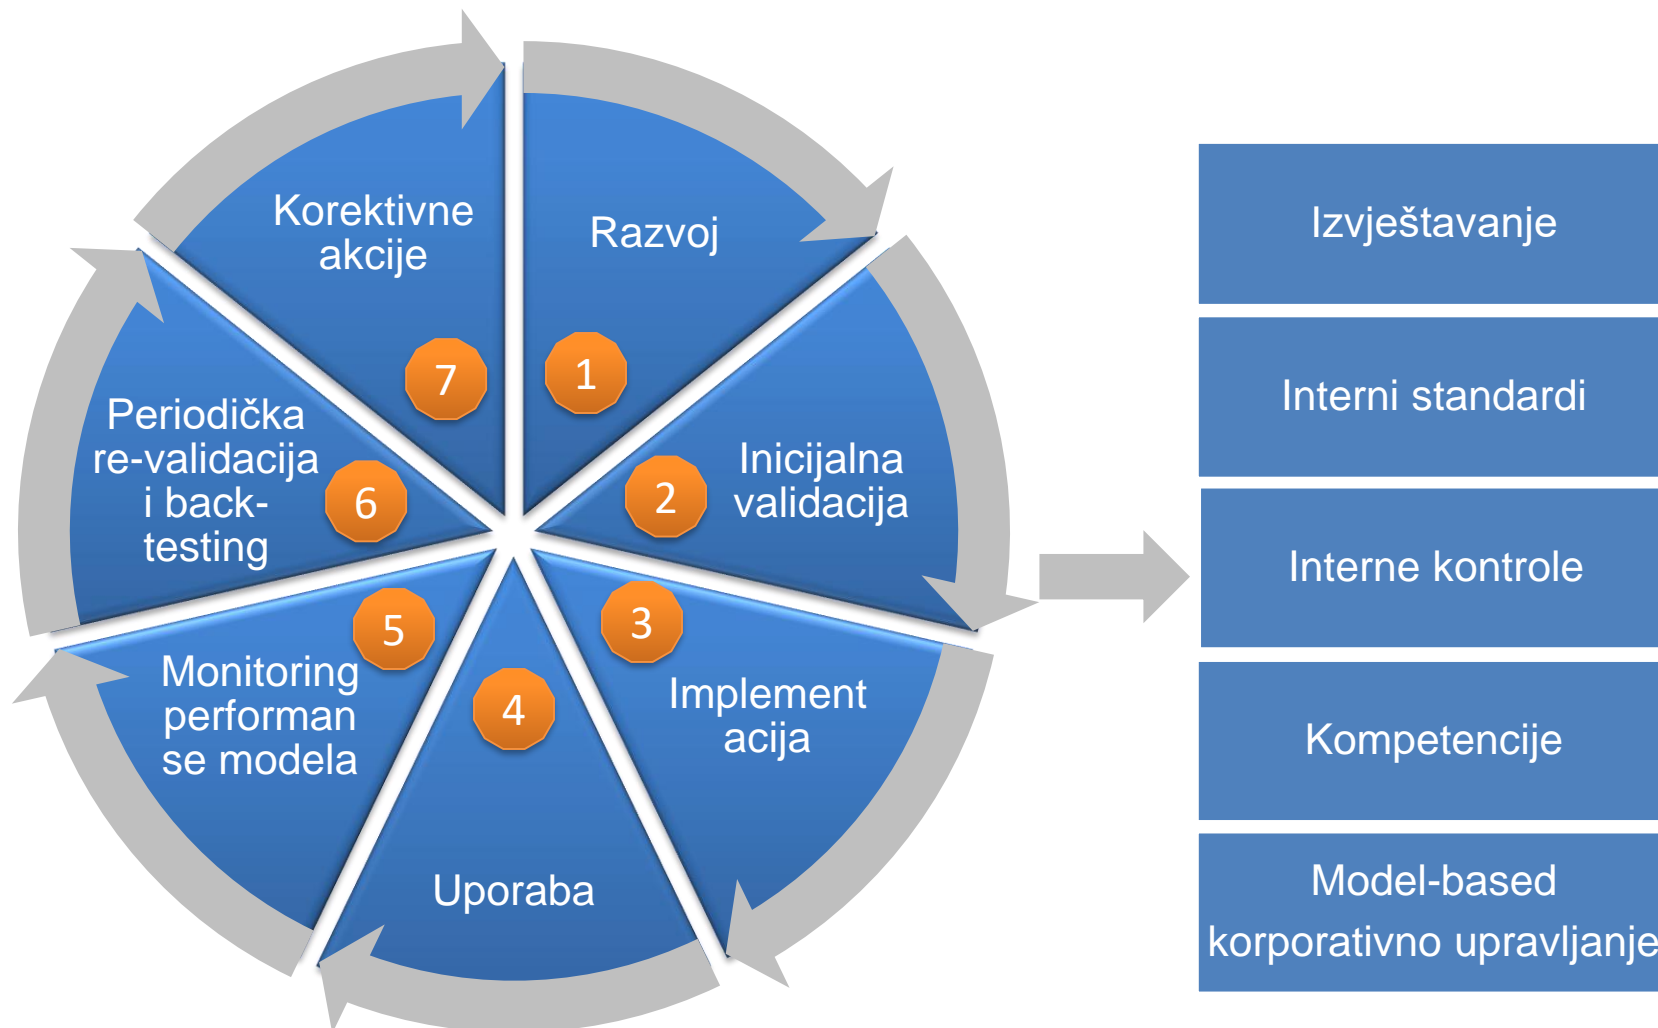 Razvoj
1
Inicijalna
validacija
2
Implement
acija
3
Uporaba
4
Monitoring
performan
se modela
5
Periodička
re-validacija
i back-
testing
6
Korektivne
akcije
7
Izvještavanje
Interni standardi
Interne kontrole
Kompetencije
Model-based
korporativno upravljanje